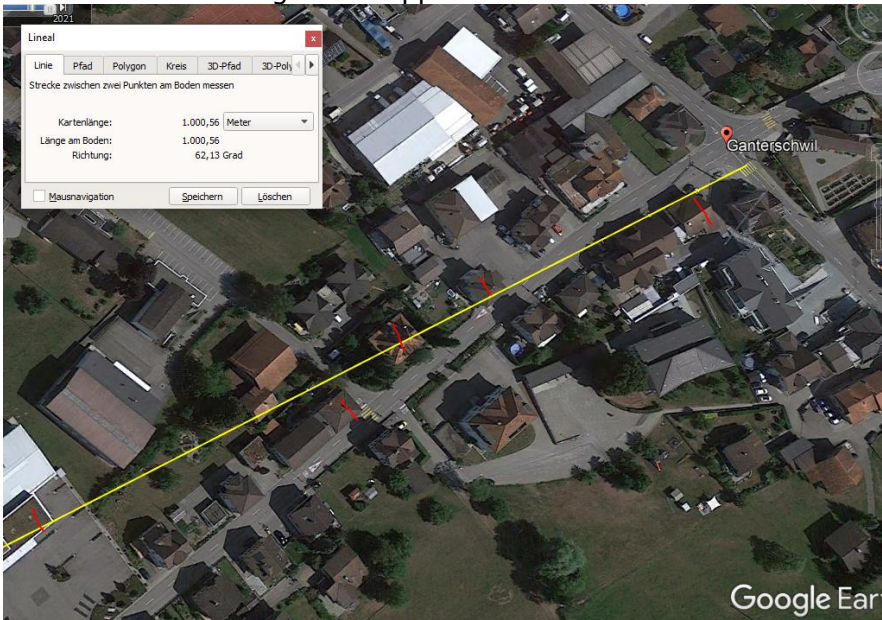 2021
Lineal
x
Linie Pfad Polygon Kreis 3D-Pfad 3D-Poly
Strecke zwischen zwei Punkten am Boden messen
Kartenlänge: 1.000,56 Meter
Länge am Boden: 1.000,56
Richtung: 62,13 Grad
Mausnavigation Speichern Löschen
Ganterschwil
Google Eart